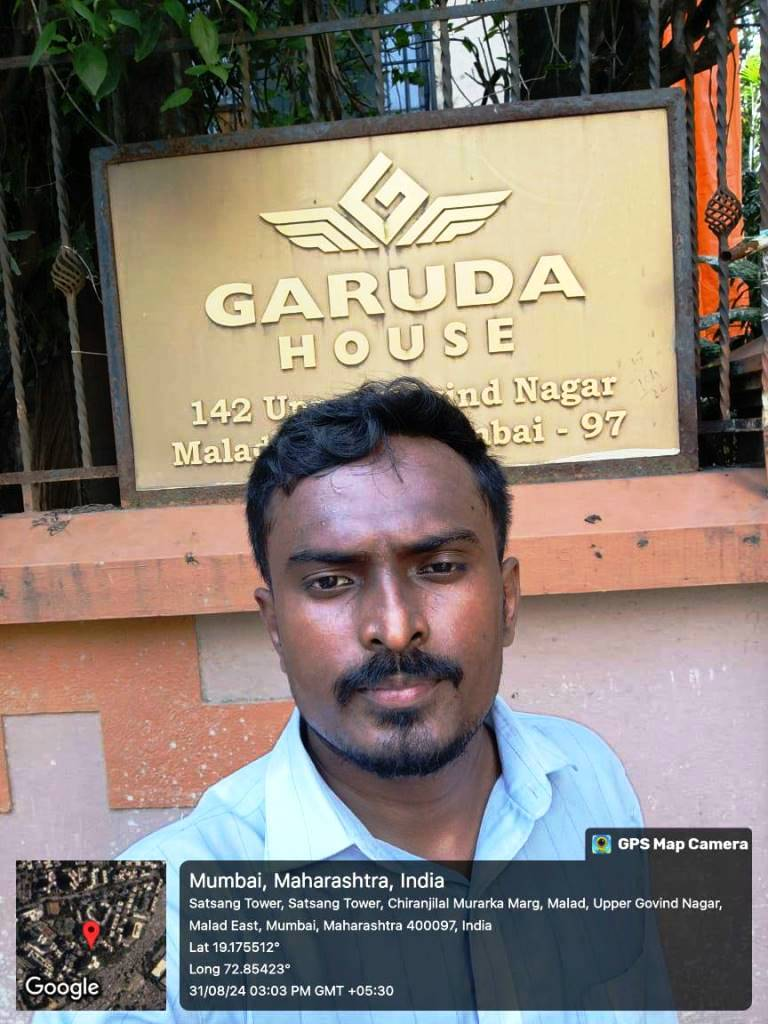 GARUDA
HOUSE
142 ind Nagar
Malad bai - 97
GPS Map Camera
Mumbai, Maharashtra, India
Satsang Tower, Satsang Tower, Chiranjilal Murarka Marg, Malad, Upper Govind Nagar,
Malad East, Mumbai, Maharashtra 400097, India
Lat 19.175512°
Long 72.85423°
31/08/24 03:03 PM GMT +05:30
Google